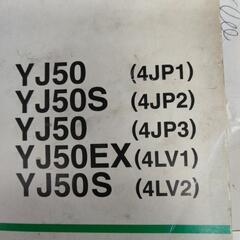 YJ50 (4JP1)
YJ50S (4JP2)
YJ50 (4JP3)
YJ50EX (4LV1)
YJ50S (4LV2)